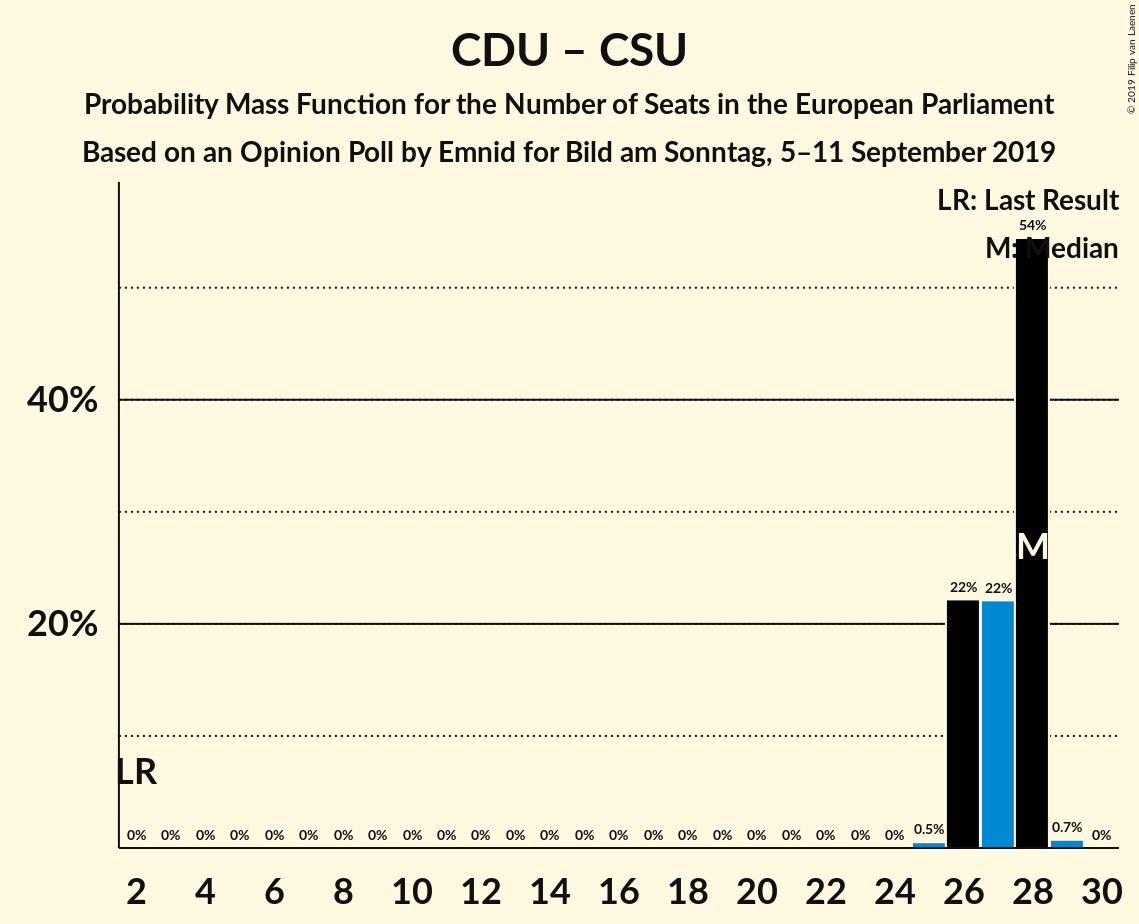 CDU – CSU
Probability Mass Function for the Number of Seats in the European Parliament
Based on an Opinion Poll by Emnid for Bild am Sonntag, 5–11 September 2019
© 2019 Filip van Laenen
LR: Last Result
M: Median
54%
40%
M
22% 22%
20%
LR
0% 0% 0% 0% 0% 0% 0% 0% 0% 0% 0% 0% 0% 0% 0% 0% 0% 0% 0% 0% 0% 0% 0% 0.5% 0.7% 0%
2 4 6 8 10 12 14 16 18 20 22 24 26 28 30